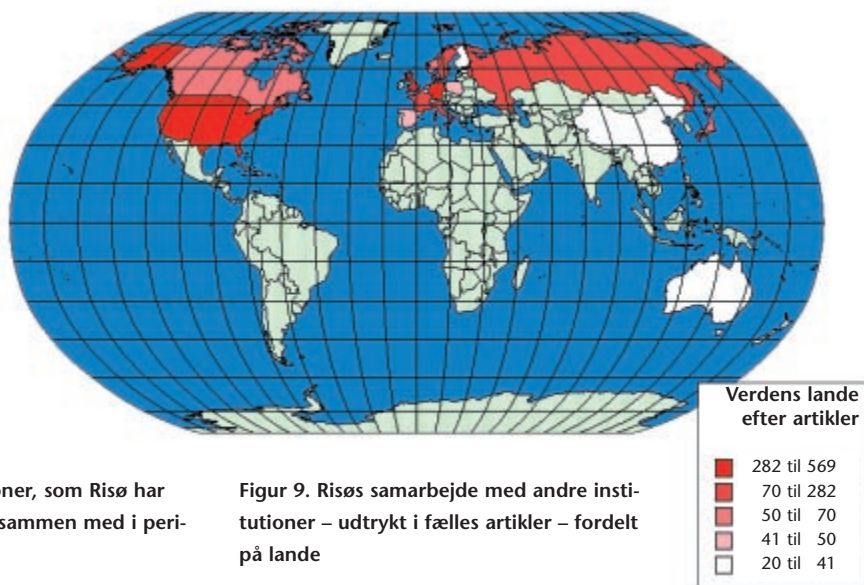 Verdens lande
efter artikler
282 til 569
70 til 282
50 til 70
41 til 50
20 til 41
ner, som Risø har
sammen med i peri-
Figur 9. Risøs samarbejde med andre insti-
tutioner – udtrykt i fælles artikler – fordelt
på lande